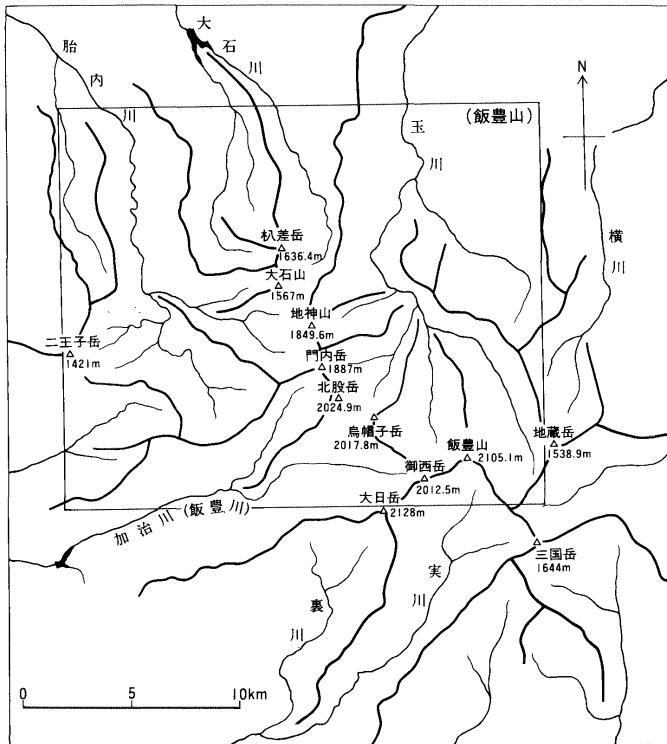 大石川
胎内川
玉川
N
(飯豊山)
横川
杁差岳
1636.4m
大石山
1567m
地神山
1849.6m
二王子岳
1421m
門内岳
1887m
北股岳
2024.9m
烏帽子岳
2017.8m
飯豊山
2105.1m
地蔵岳
1538.9m
御西岳
2012.5m
大日岳
2128m
加治川(飯豊川)
三国岳
1644m
実川
裏川
0 5 10km